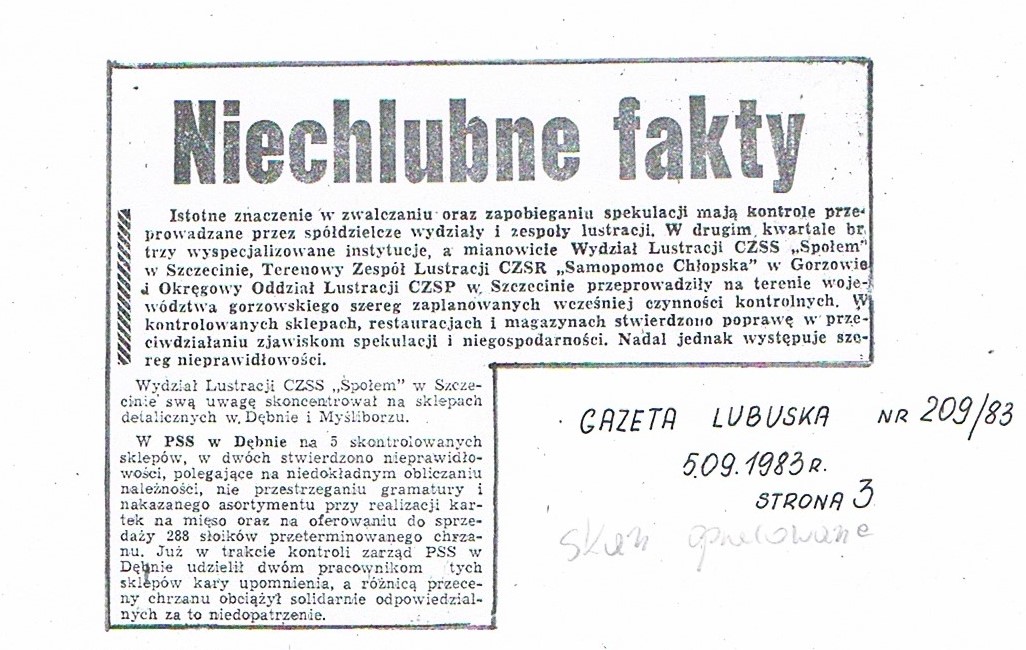 Niechlubne fakty
Istotne znaczenie w zwalczaniu oraz zapobieganiu spekulacji mają kontrole prze-
prowadzane przez spółdzielcze wydziały i zespoły lustracji. W drugim kwartale br.
trzy wyspecjalizowane instytucje, a mianowicie Wydział Lustracji CZSS „Społem”
w Szczecinie, Terenowy Zespół Lustracji CZSR „Samopomoc Chłopska” w Gorzowie
i Okręgowy Oddział Lustracji CZSP w Szczecinie przeprowadziły na terenie woje-
wództwa gorzowskiego szereg zaplanowanych wcześniej czynności kontrolnych. W
kontrolowanych sklepach, restauracjach i magazynach stwierdzono poprawę w prze-
ciwdziałaniu zjawiskom spekulacji i niegospodarności. Nadal jednak występuje sze-
reg nieprawidłowości.
Wydział Lustracji CZSS „Społem” w Szcze-
cinie swą uwagę skoncentrował na sklepach
detalicznych w Dębnie i Myśliborzu.
W PSS w Dębnie na 5 skontrolowanych
sklepów, w dwóch stwierdzono nieprawidło-
wości, polegające na niedokładnym obliczaniu
należności, nie przestrzeganiu gramatury i
nakazanego asortymentu przy realizacji kar-
tek na mięso oraz na oferowaniu do sprze-
daży 288 słoików przeterminowanego chrza-
nu. Już w trakcie kontroli zarząd PSS w
Dębnie udzielił dwóm pracownikom tych
sklepów kary upomnienia, a różnicą przece-
ny chrzanu obciążył solidarnie odpowiedzial-
nych za to niedopatrzenie.
GAZETA LUBUSKA NR 209/83
5.09.1983 R.
STRONA 3